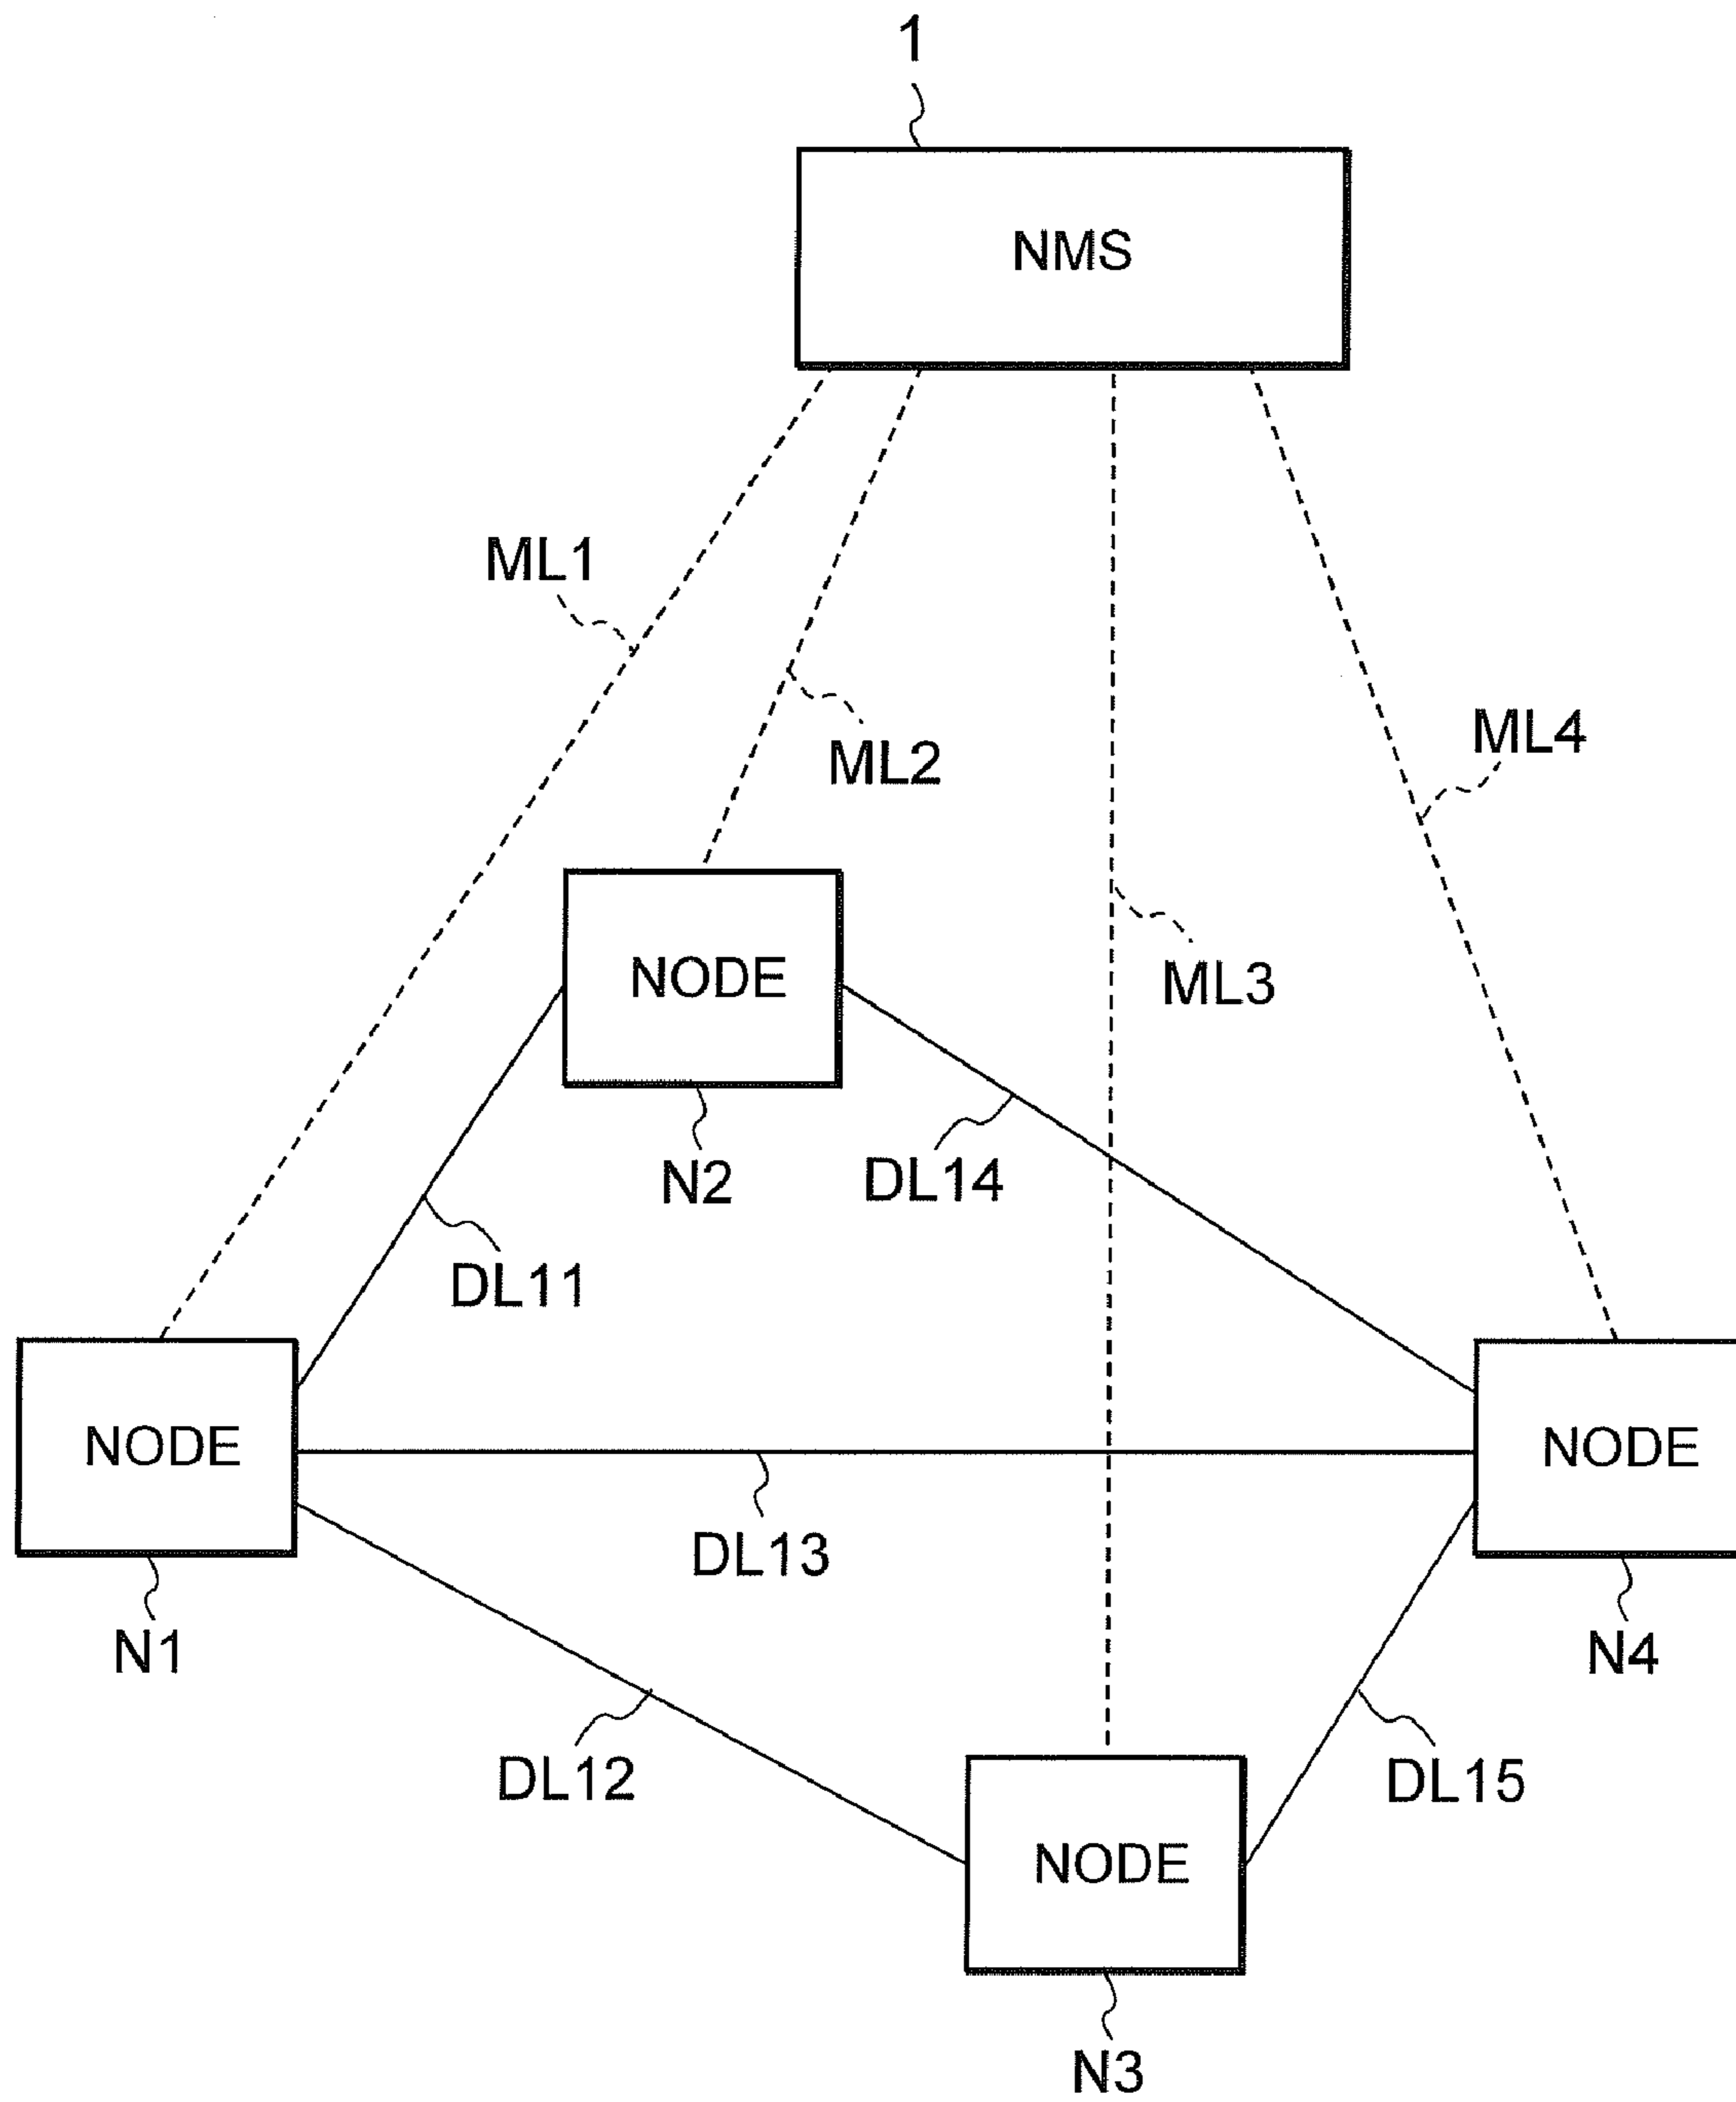 1
NMS
ML1
ML2
ML4
NODE
ML3
N2
DL14
DL11
NODE
NODE
DL13
N1
N4
DL12
DL15
NODE
N3